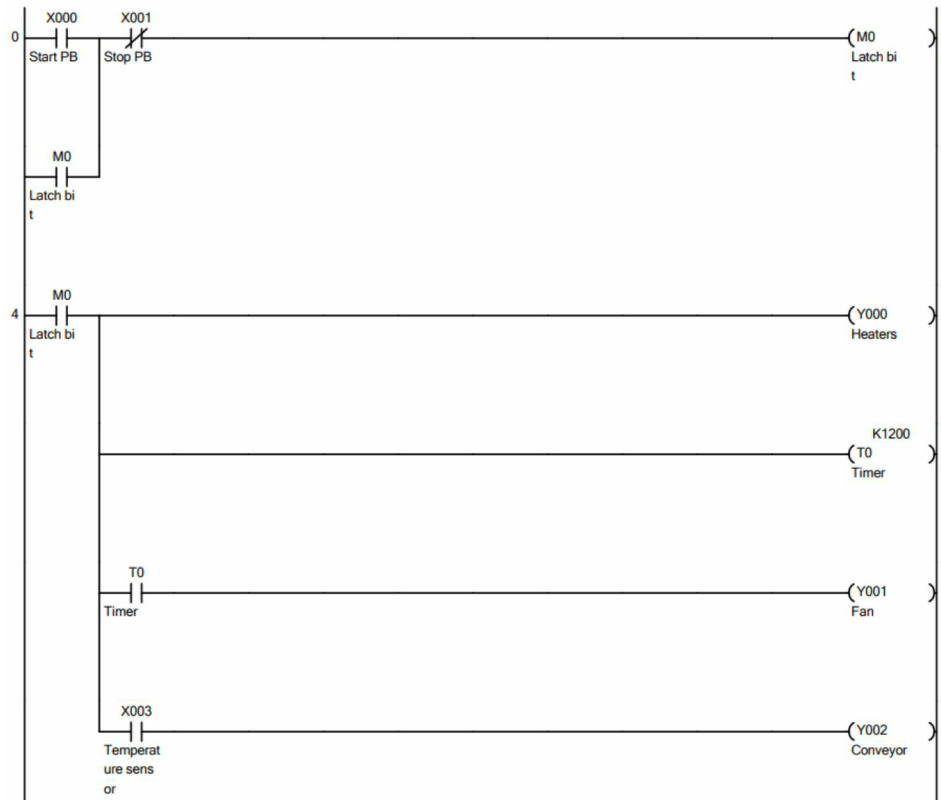 X000
X001
0
M0
Start PB
Stop PB
Latch bi
t
M0
Latch bi
t
M0
4
Y000
Latch bi
t
Heaters
K1200
T0
Timer
T0
Y001
Timer
Fan
X003
Y002
Temperat
ure sens
or
Conveyor